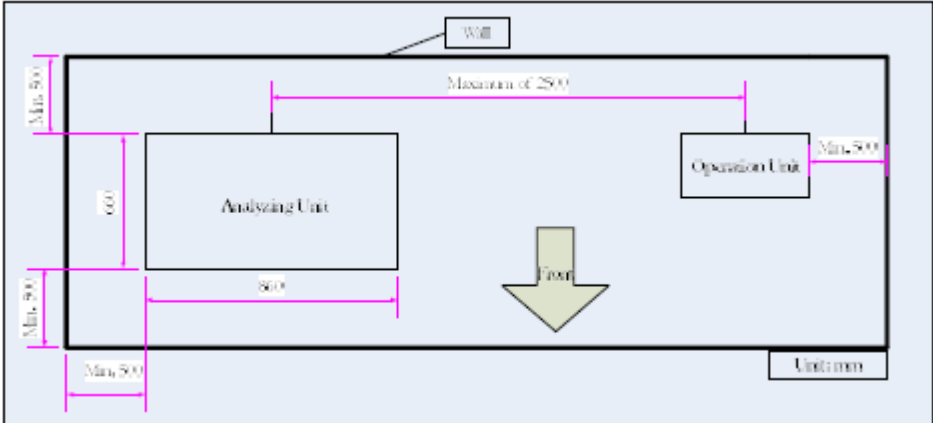 Wall
Min. 500
Maximum of 2500
Min. 500
Operation Unit
660
Analyzing Unit
Front
Min. 500
860
Min. 500
Unit: mm